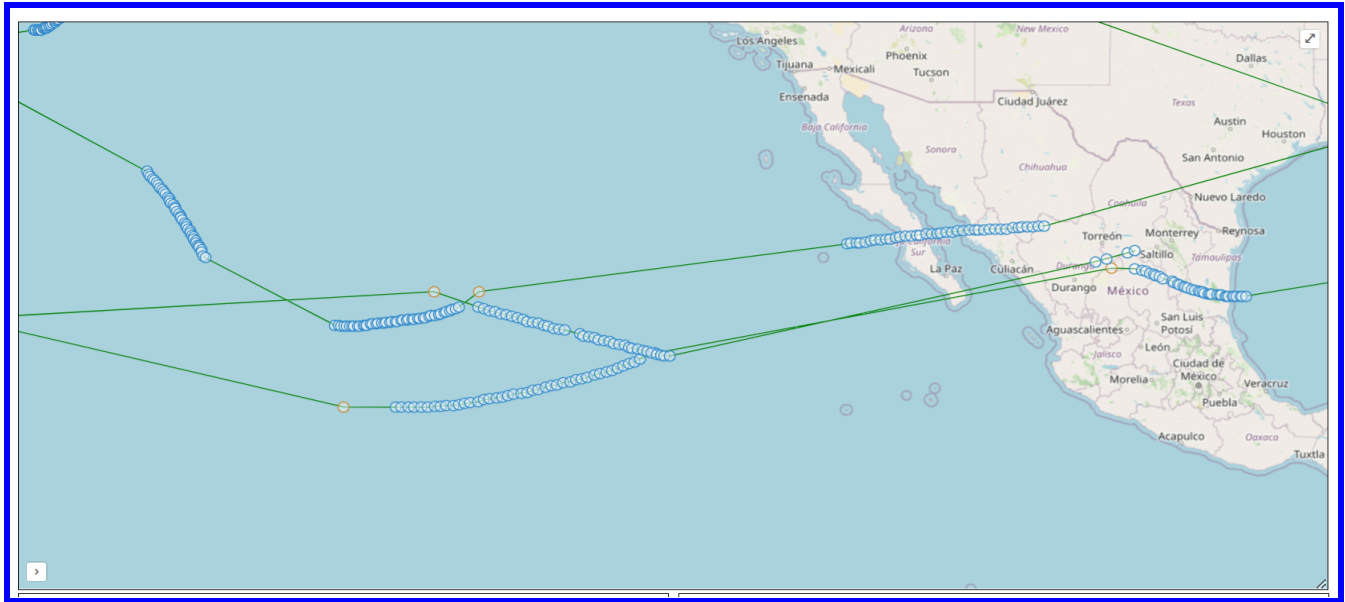 Arizona
New Mexico
Los Angeles
Phoenix
Dallas
Tijuana
Mexicali
Tucson
Ensenada
Ciudad Juárez
Texas
Austin
Baja California
Houston
Sonora
San Antonio
Chihuahua
Nuevo Laredo
Coahuila
Torreón
Monterrey
Reynosa
California
Sur
Saltillo
Tamaulipas
La Paz
Culiacán
Durango
Durango
México
San Luis
Potosí
Aguascalientes
León
Jalisco
Ciudad de
México
Morelia
Veracruz
Puebla
Acapulco
Oaxaca
Tuxtla